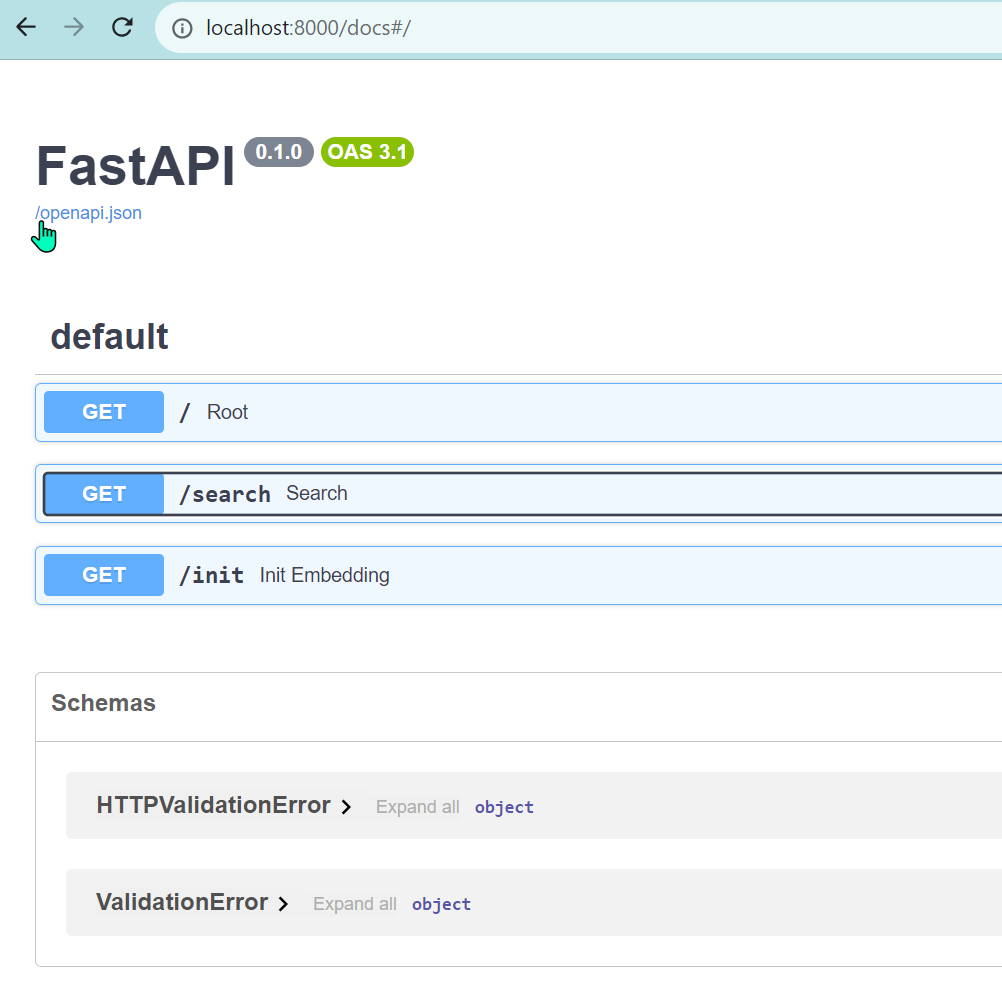 localhost:8000/docs#/
FastAPI 0.1.0 OAS 3.1
/openapi.json
default
GET / Root
GET /search Search
GET /init Init Embedding
Schemas
HTTPValidationError Expand all object
ValidationError Expand all object